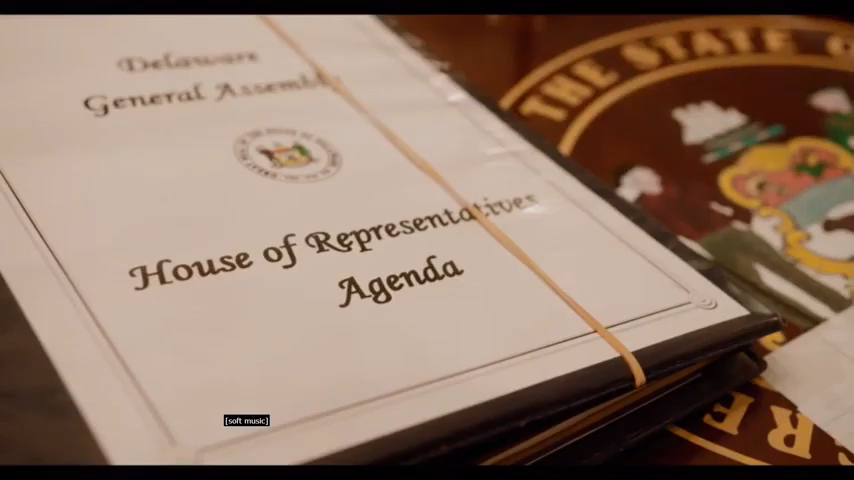 Delaware
General Assembly
House of Representatives
Agenda
THE STATE O
[soft music]